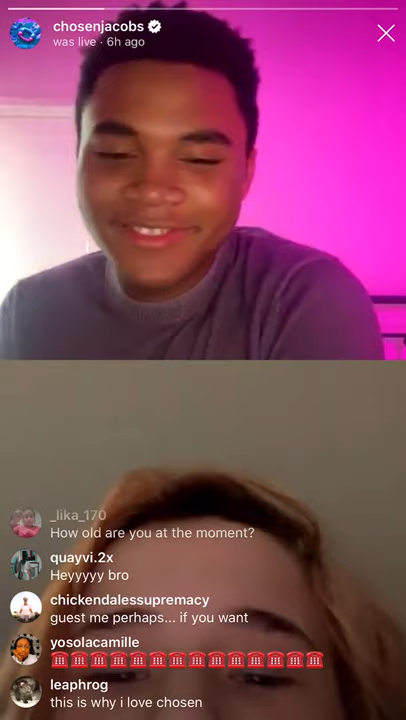 chosenjacobs
was live · 6h ago
_lika_170
How old are you at the moment?
quayvi.2x
Heyyyyy bro
chickendalessupremacy
guest me perhaps... if you want
yosolacamille
☎️☎️☎️☎️☎️☎️☎️☎️☎️☎️☎️☎️☎️☎️
leaphrog
this is why i love chosen